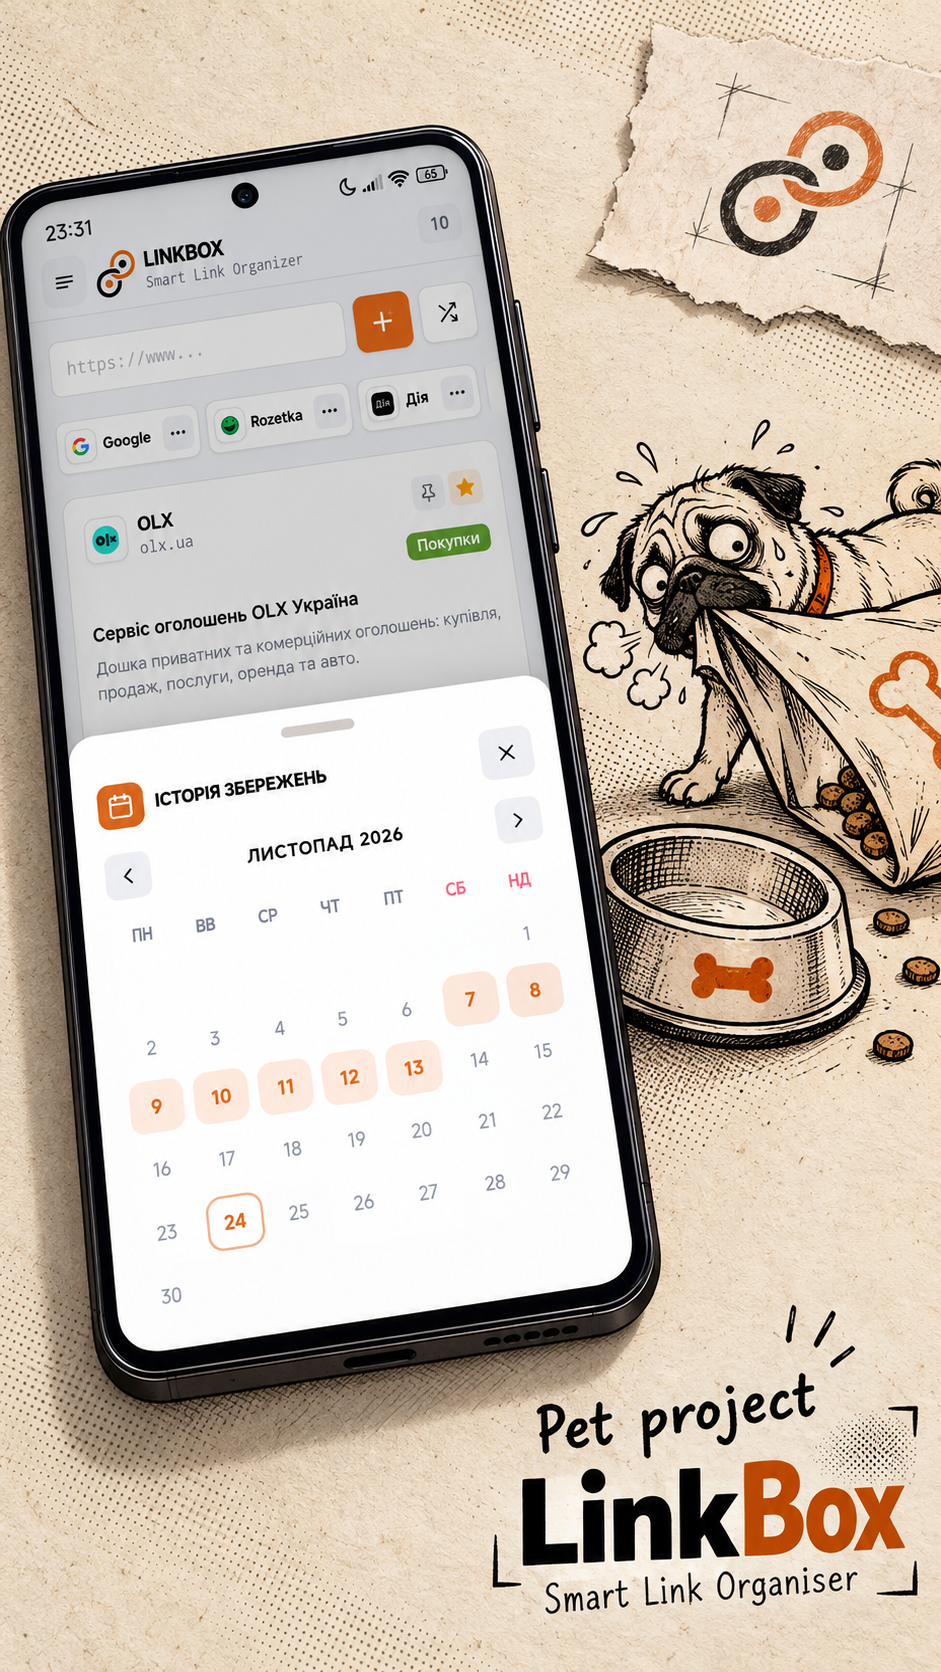 23:31
65
LINKBOX
Smart Link Organizer
10
https://www...
Google
Rozetka
Дія
Дія
OLX
olx
olx.ua
Покупки
Сервіс оголошень OLX Україна
Дошка приватних та комерційних оголошень: купівля,
продаж, послуги, оренда та авто.
ІСТОРІЯ ЗБЕРЕЖЕНЬ
ЛИСТОПАД 2026
ПН ВВ СР ЧТ ПТ СБ НД
1
2 3 4 5 6 7 8
9 10 11 12 13 14 15
16 17 18 19 20 21 22
23 24 25 26 27 28 29
30
Pet project
LinkBox
Smart Link Organiser